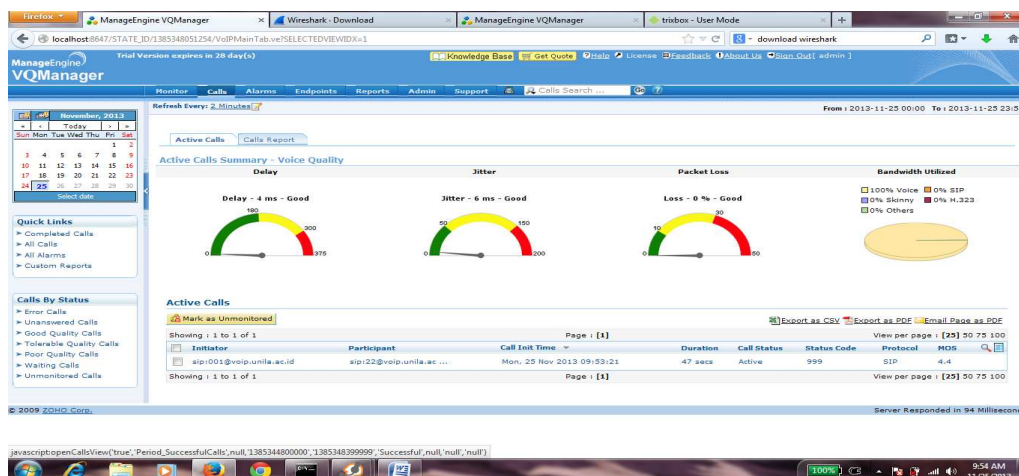 Firefox
ManageEngine VQManager
Wireshark · Download
ManageEngine VQManager
trixbox - User Mode
localhost:8647/STATE_ID/1385348051254/VoIPMainTab.ve?SELECTEDVIEWIDX=1
download wireshark
ManageEngine
VQManager
Trial Version expires in 28 day(s)
Knowledge Base Get Quote Help License Feedback About Us Sign Out[ admin ]
Monitor Calls Alarms Endpoints Reports Admin Support Calls Search ... Go
Refresh Every: 2 Minutes
From : 2013-11-25 00:00 To : 2013-11-25 23:5
November, 2013
Today
Sun Mon Tue Wed Thu Fri Sat
1 2
3 4 5 6 7 8 9
10 11 12 13 14 15 16
17 18 19 20 21 22 23
24 25 26 27 28 29 30
Select date
Quick Links
Completed Calls
All Calls
All Alarms
Custom Reports
Calls By Status
Error Calls
Unanswered Calls
Good Quality Calls
Tolerable Quality Calls
Poor Quality Calls
Waiting Calls
Unmonitored Calls
Active Calls Calls Report
Active Calls Summary - Voice Quality
Delay Jitter Packet Loss Bandwidth Utilized
Delay - 4 ms - Good
0 180 300 375
Jitter - 6 ms - Good
0 50 150 200
Loss - 0 % - Good
0 10 30 50
100% Voice 0% SIP
0% Skinny 0% H.323
0% Others
Active Calls
Mark as Unmonitored
Export as CSV Export as PDF Email Page as PDF
Showing : 1 to 1 of 1 Page : [1] View per page : [25] 50 75 100
Initiator Participant Call Init Time Duration Call Status Status Code Protocol MOS
sip:001@voip.unila.ac.id sip:22@voip.unila.ac ... Mon, 25 Nov 2013 09:53:21 47 secs Active 999 SIP 4.4
Showing : 1 to 1 of 1 Page : [1] View per page : [25] 50 75 100
© 2009 ZOHO Corp.
Server Responded in 94 Millisecon
javascript:openCallsView('true','Period_SuccessfulCalls',null,'1385344800000','1385348399999','Successful',null,'null','null')
100%
9:54 AM
11/25/2013